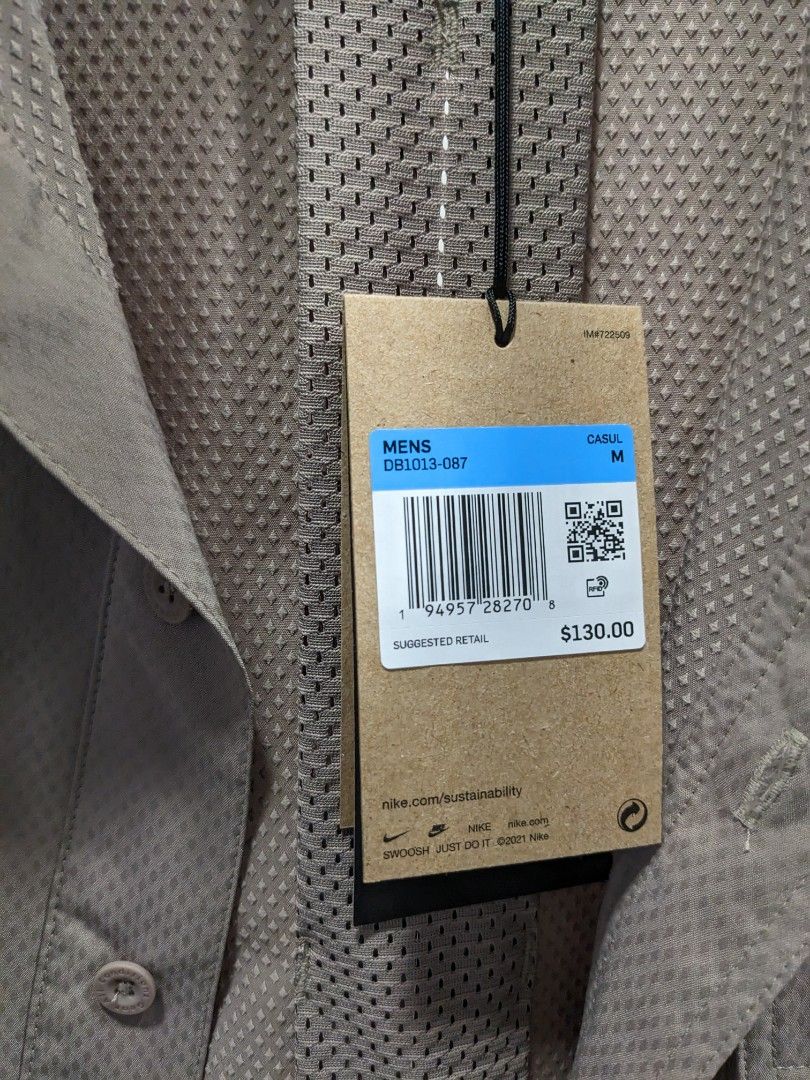 IM#722509
MENS
CASUL
DB1013-087
M
RFID
1 94957 28270 8
SUGGESTED RETAIL
$130.00
nike.com/sustainability
NIKE nike.com
SWOOSH JUST DO IT ©2021 Nike